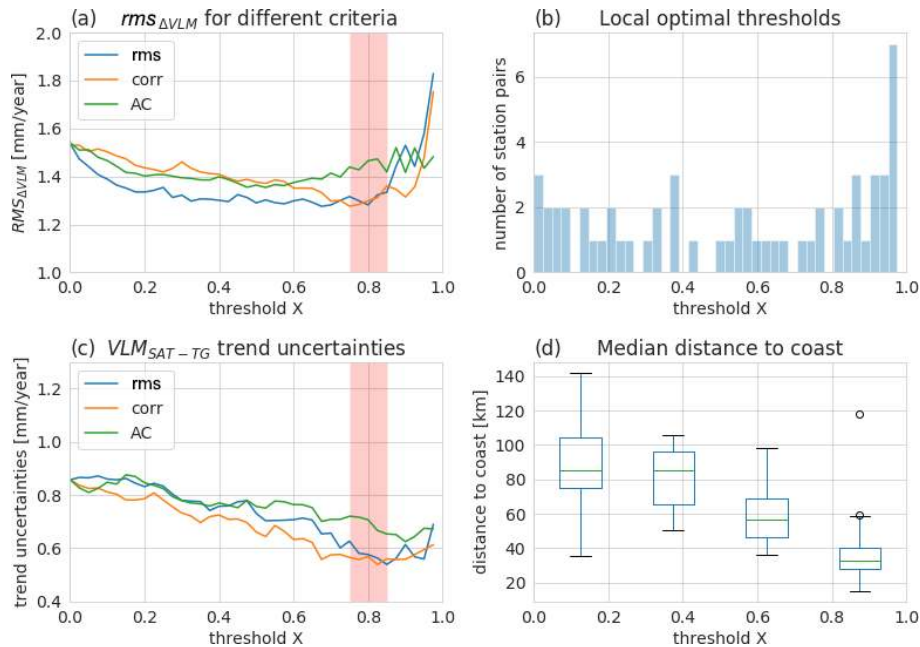 (a) rms ΔVLM for different criteria
RMS ΔVLM [mm/year]
2.0
1.8
1.6
1.4
1.2
1.0
rms
corr
AC
0.0 0.2 0.4 0.6 0.8 1.0
threshold X
(b) Local optimal thresholds
number of station pairs
6
4
2
0
0.0 0.2 0.4 0.6 0.8 1.0
threshold X
(c) VLM SAT−TG trend uncertainties
trend uncertainties [mm/year]
1.2
1.0
0.8
0.6
0.4
rms
corr
AC
0.0 0.2 0.4 0.6 0.8 1.0
threshold X
(d) Median distance to coast
distance to coast [km]
140
120
100
80
60
40
20
0.0 0.2 0.4 0.6 0.8 1.0
threshold X